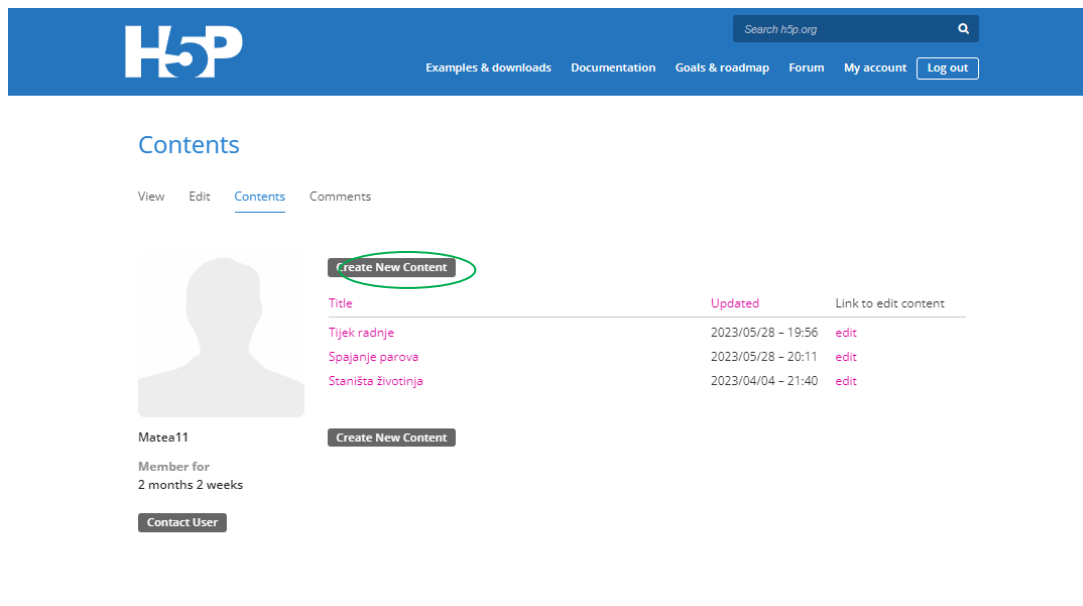 H5P
Search h5p.org
Examples & downloads Documentation Goals & roadmap Forum My account Log out
Contents
View Edit Contents Comments
Create New Content
Title Updated Link to edit content
Tijek radnje 2023/05/28 – 19:56 edit
Spajanje parova 2023/05/28 – 20:11 edit
Staništa životinja 2023/04/04 – 21:40 edit
Matea11
Create New Content
Member for
2 months 2 weeks
Contact User